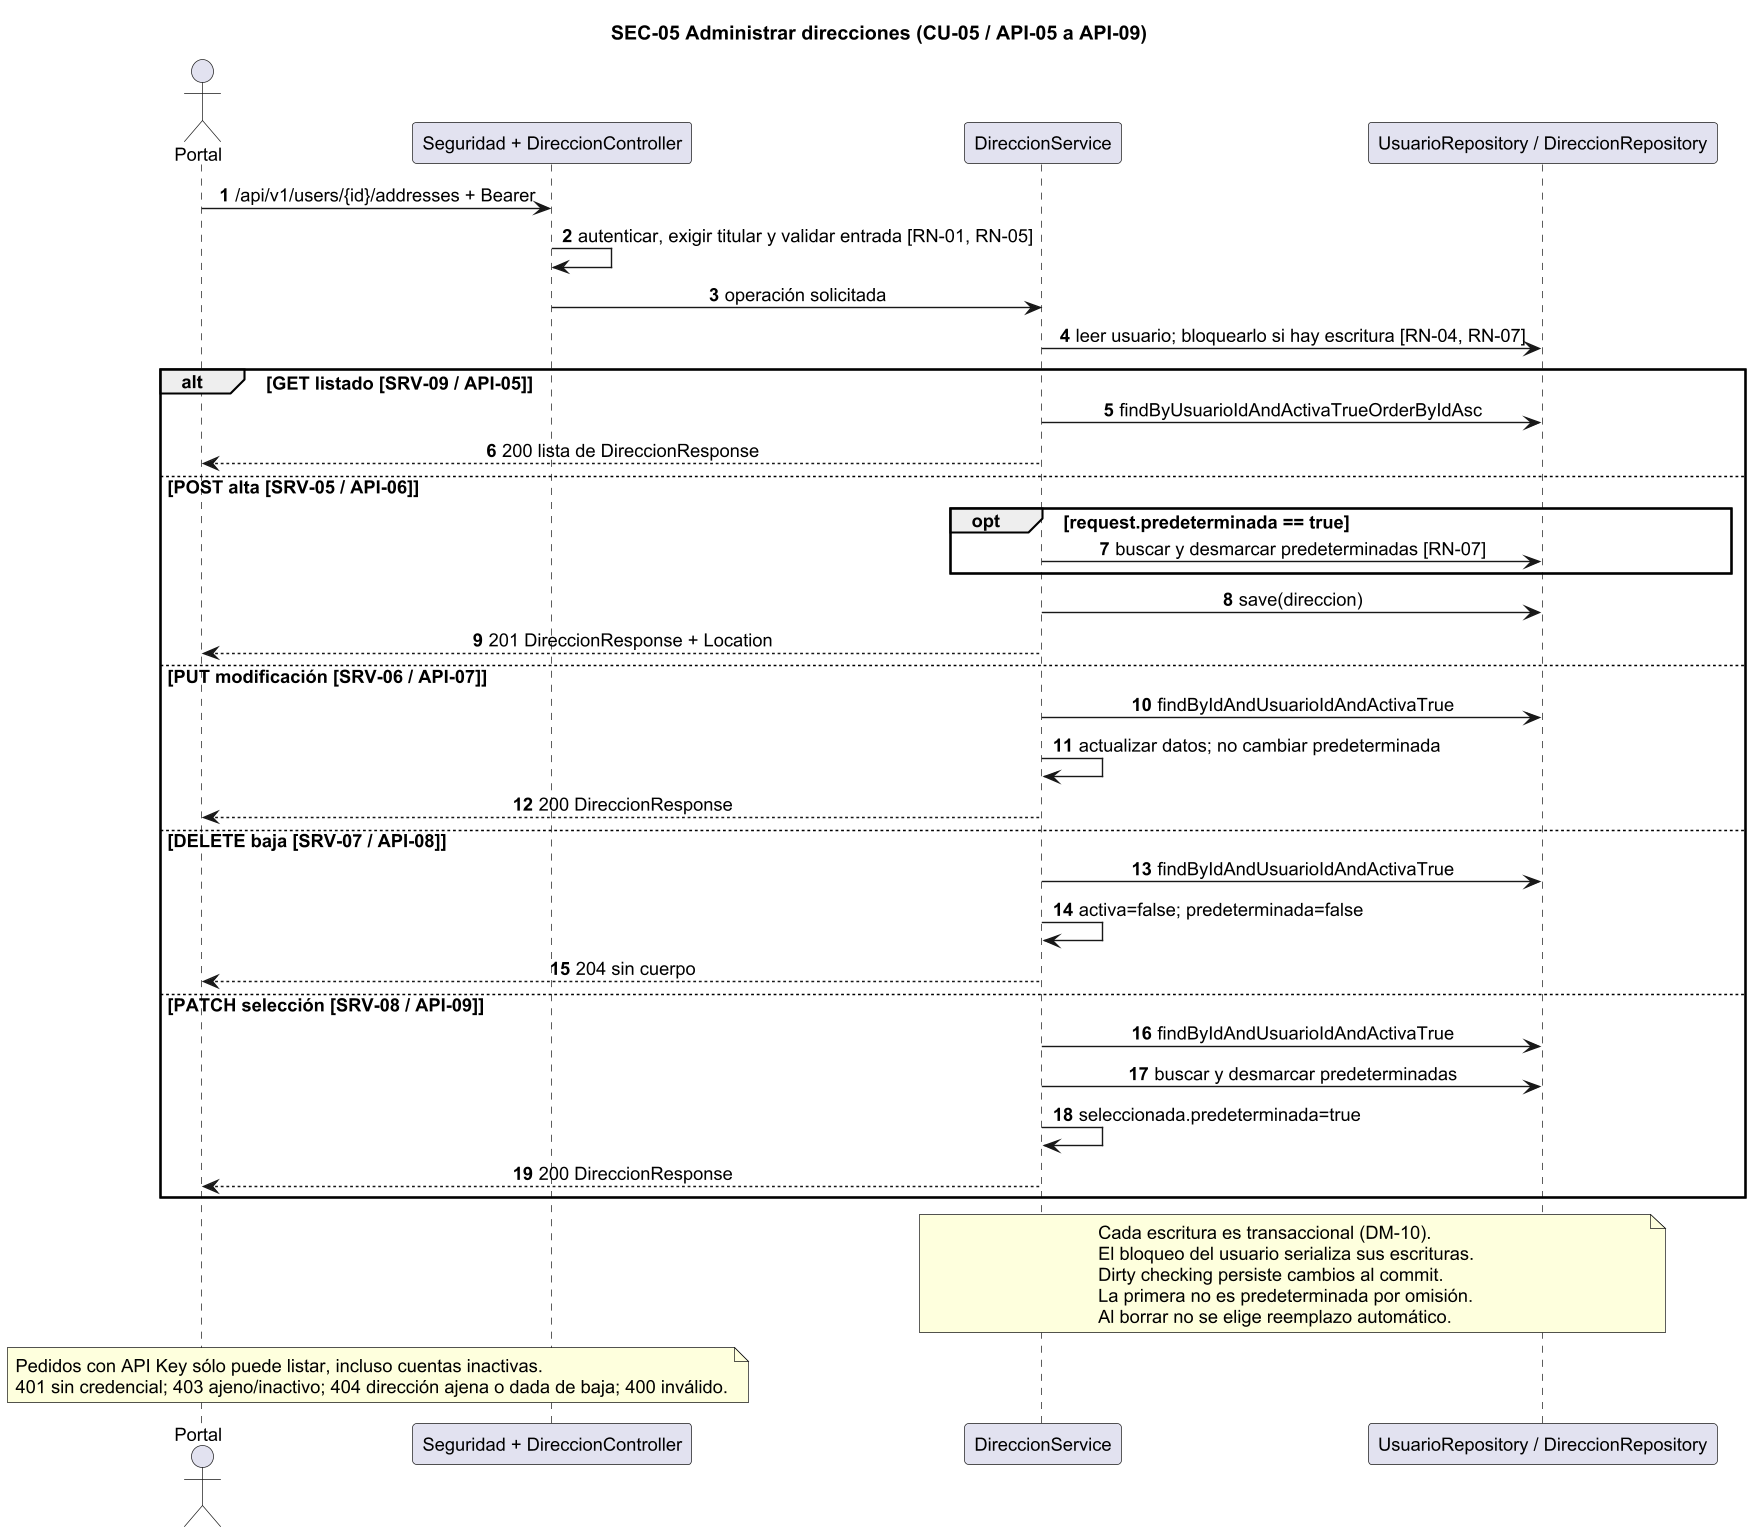 SEC-05 Administrar direcciones (CU-05 / API-05 a API-09)
Portal
Seguridad + DireccionController
DireccionService
UsuarioRepository / DireccionRepository
1 /api/v1/users/{id}/addresses + Bearer
2 autenticar, exigir titular y validar entrada [RN-01, RN-05]
3 operación solicitada
4 leer usuario; bloquearlo si hay escritura [RN-04, RN-07]
alt [GET listado [SRV-09 / API-05]]
5 findByUsuarioIdAndActivaTrueOrderByIdAsc
6 200 lista de DireccionResponse
[POST alta [SRV-05 / API-06]]
opt [request.predeterminada == true]
7 buscar y desmarcar predeterminadas [RN-07]
8 save(direccion)
9 201 DireccionResponse + Location
[PUT modificación [SRV-06 / API-07]]
10 findByIdAndUsuarioIdAndActivaTrue
11 actualizar datos; no cambiar predeterminada
12 200 DireccionResponse
[DELETE baja [SRV-07 / API-08]]
13 findByIdAndUsuarioIdAndActivaTrue
14 activa=false; predeterminada=false
15 204 sin cuerpo
[PATCH selección [SRV-08 / API-09]]
16 findByIdAndUsuarioIdAndActivaTrue
17 buscar y desmarcar predeterminadas
18 seleccionada.predeterminada=true
19 200 DireccionResponse
Cada escritura es transaccional (DM-10).
El bloqueo del usuario serializa sus escrituras.
Dirty checking persiste cambios al commit.
La primera no es predeterminada por omisión.
Al borrar no se elige reemplazo automático.
Pedidos con API Key sólo puede listar, incluso cuentas inactivas.
401 sin credencial; 403 ajeno/inactivo; 404 dirección ajena o dada de baja; 400 inválido.
Portal
Seguridad + DireccionController
DireccionService
UsuarioRepository / DireccionRepository